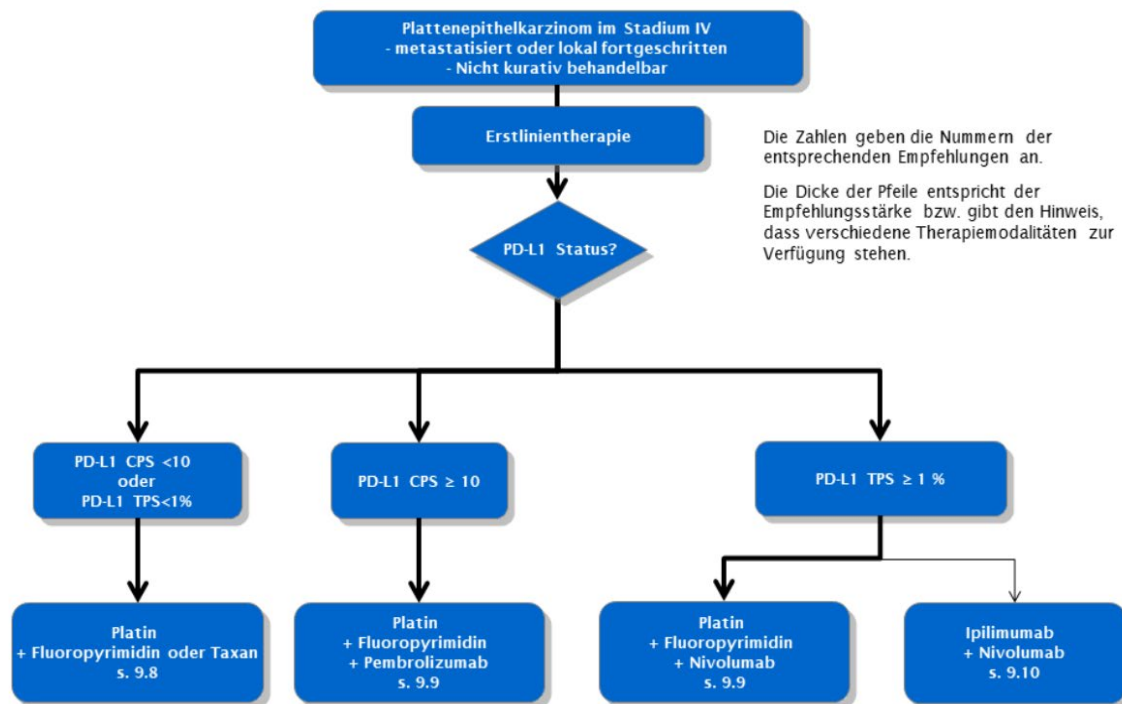 Plattenepithelkarzinom im Stadium IV
- metastatisiert oder lokal fortgeschritten
- Nicht kurativ behandelbar
Erstlinientherapie
Die Zahlen geben die Nummern der
entsprechenden Empfehlungen an.
Die Dicke der Pfeile entspricht der
Empfehlungsstärke bzw. gibt den Hinweis,
dass verschiedene Therapiemodalitäten zur
Verfügung stehen.
PD-L1 Status?
PD-L1 CPS <10
oder
PD-L1 TPS<1%
PD-L1 CPS ≥ 10
PD-L1 TPS ≥ 1 %
Platin
+ Fluoropyrimidin oder Taxan
s. 9.8
Platin
+ Fluoropyrimidin
+ Pembrolizumab
s. 9.9
Platin
+ Fluoropyrimidin
+ Nivolumab
s. 9.9
Ipilimumab
+ Nivolumab
s. 9.10